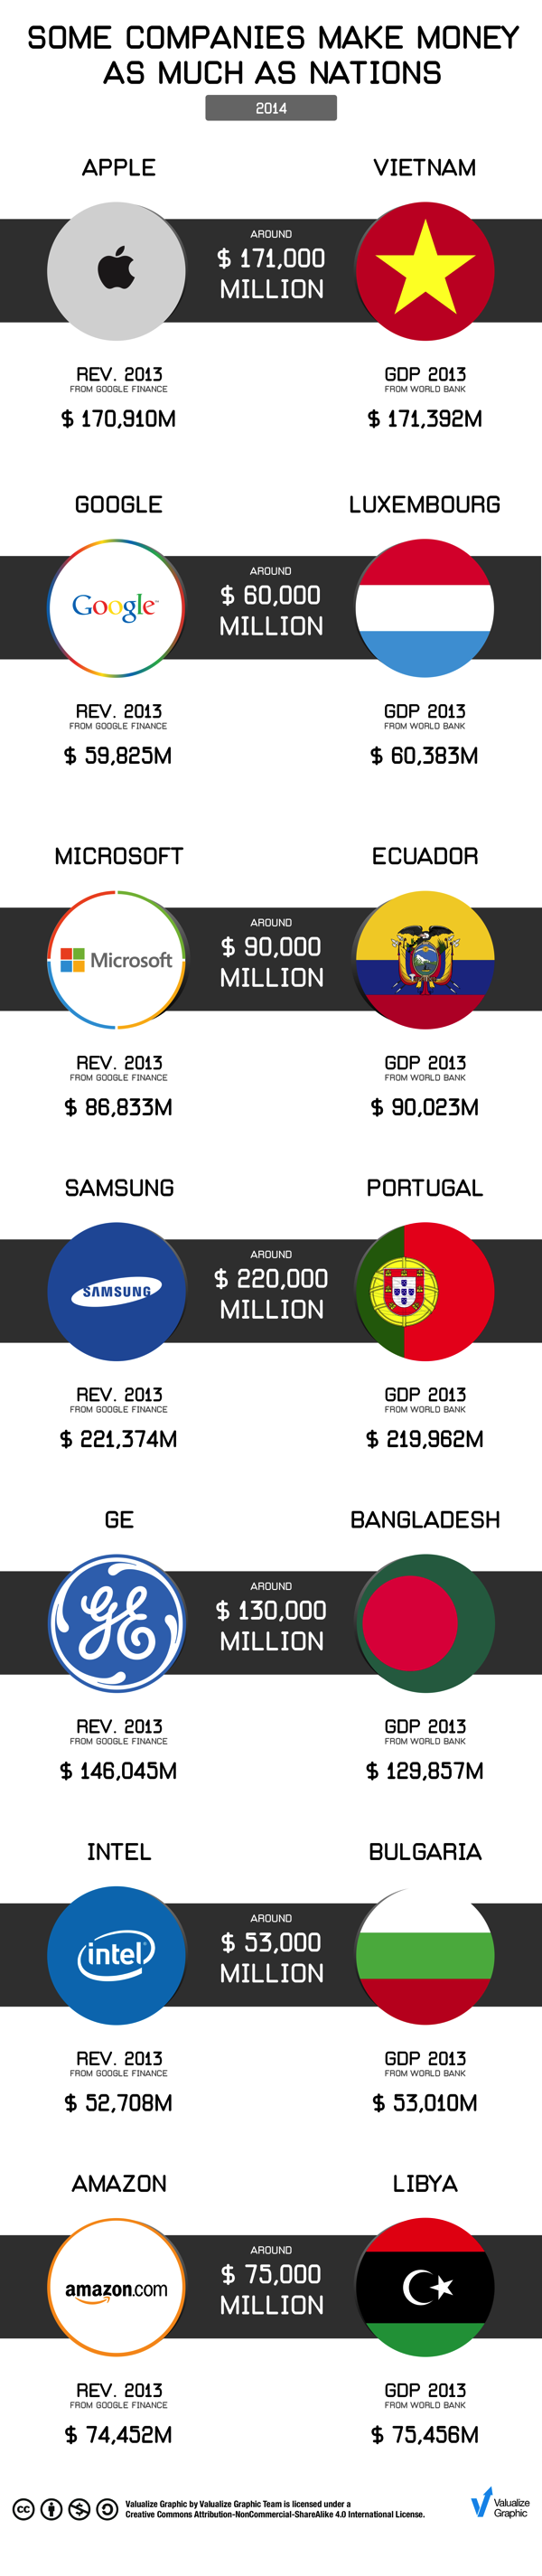 SOME COMPANIES MAKE MONEY
AS MUCH AS NATIONS
2014
APPLE
VIETNAM
AROUND
$ 171,000
MILLION
REV. 2013
FROM GOOGLE FINANCE
$ 170,910M
GDP 2013
FROM WORLD BANK
$ 171,392M
GOOGLE
LUXEMBOURG
Google™
AROUND
$ 60,000
MILLION
REV. 2013
FROM GOOGLE FINANCE
$ 59,825M
GDP 2013
FROM WORLD BANK
$ 60,383M
MICROSOFT
ECUADOR
Microsoft
AROUND
$ 90,000
MILLION
REV. 2013
FROM GOOGLE FINANCE
$ 86,833M
GDP 2013
FROM WORLD BANK
$ 90,023M
SAMSUNG
PORTUGAL
SAMSUNG
AROUND
$ 220,000
MILLION
REV. 2013
FROM GOOGLE FINANCE
$ 221,374M
GDP 2013
FROM WORLD BANK
$ 219,962M
GE
BANGLADESH
GE
AROUND
$ 130,000
MILLION
REV. 2013
FROM GOOGLE FINANCE
$ 146,045M
GDP 2013
FROM WORLD BANK
$ 129,857M
INTEL
BULGARIA
intel
AROUND
$ 53,000
MILLION
REV. 2013
FROM GOOGLE FINANCE
$ 52,708M
GDP 2013
FROM WORLD BANK
$ 53,010M
AMAZON
LIBYA
amazon.com
AROUND
$ 75,000
MILLION
REV. 2013
FROM GOOGLE FINANCE
$ 74,452M
GDP 2013
FROM WORLD BANK
$ 75,456M
cc
Valualize Graphic by Valualize Graphic Team is licensed under a
Creative Commons Attribution-NonCommercial-ShareAlike 4.0 International License.
Valualize
Graphic